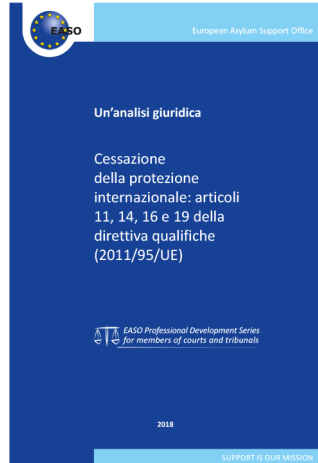 EASO
European Asylum Support Office
Un'analisi giuridica
Cessazione
della protezione
internazionale: articoli
11, 14, 16 e 19 della
direttiva qualifiche
(2011/95/UE)
EASO Professional Development Series
for members of courts and tribunals
2018
SUPPORT IS OUR MISSION